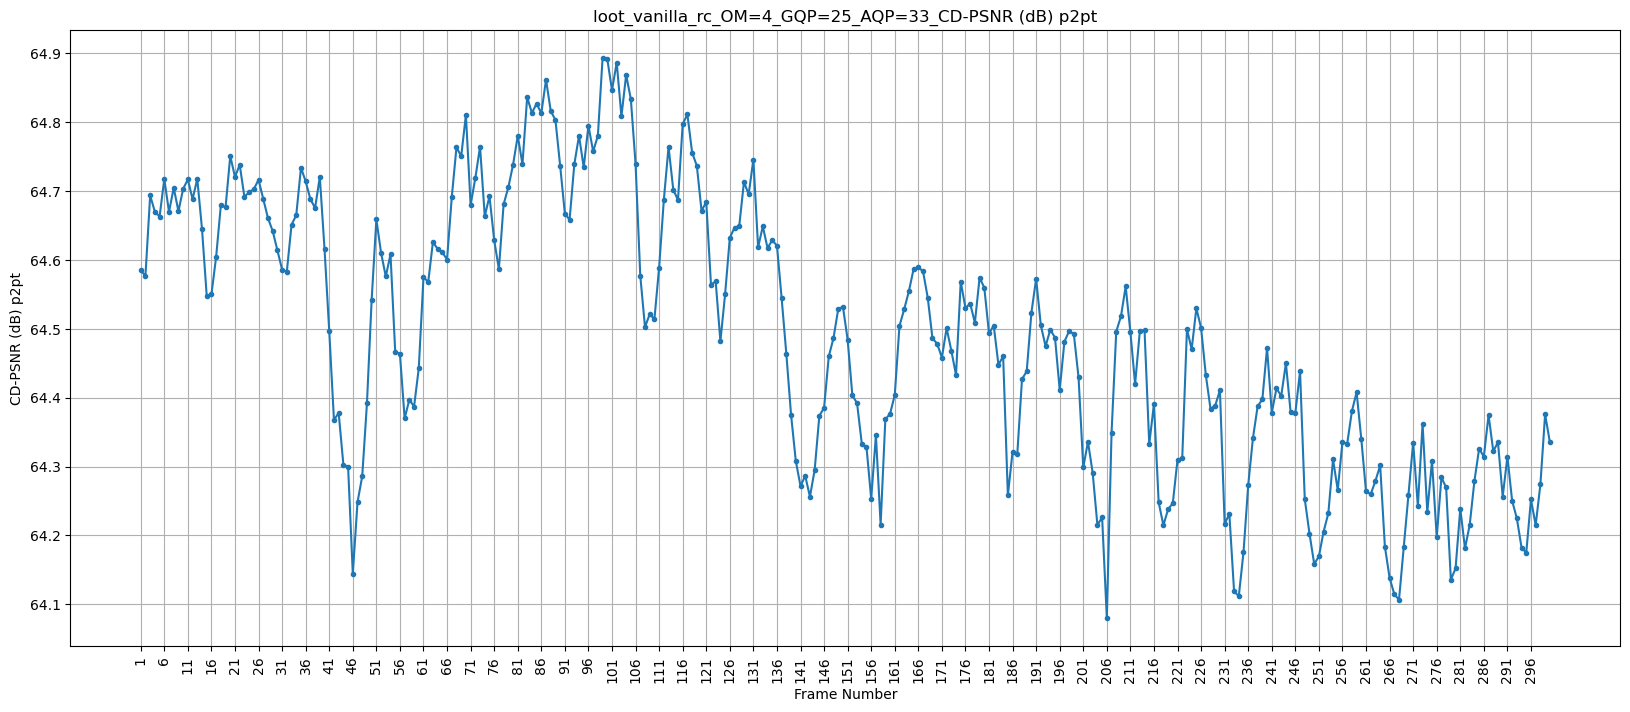 loot_vanilla_rc_OM=4_GQP=25_AQP=33_CD-PSNR (dB) p2pt
64.9
64.8
64.7
64.6
64.5
64.4
64.3
64.2
64.1
CD-PSNR (dB) p2pt
1 6 11 16 21 26 31 36 41 46 51 56 61 66 71 76 81 86 91 96 101 106 111 116 121 126 131 136 141 146 151 156 161 166 171 176 181 186 191 196 201 206 211 216 221 226 231 236 241 246 251 256 261 266 271 276 281 286 291 296
Frame Number